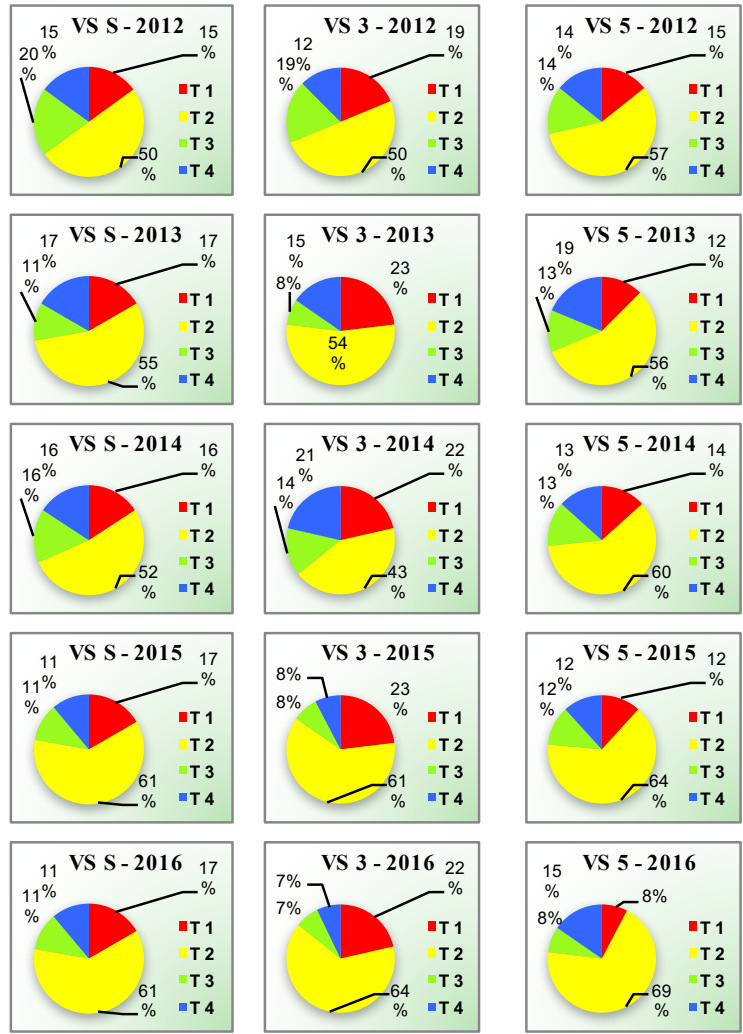 VS S - 2012
15
%
15
%
20
%
50
%
T 1
T 2
T 3
T 4
VS 3 - 2012
12
%
19
%
19%
50
%
T 1
T 2
T 3
T 4
VS 5 - 2012
14
%
15
%
14
%
57
%
T 1
T 2
T 3
T 4
VS S - 2013
17
%
17
%
11
%
55
%
T 1
T 2
T 3
T 4
VS 3 - 2013
15
%
8%
23
%
54
%
T 1
T 2
T 3
T 4
VS 5 - 2013
19
%
12
%
13
%
56
%
T 1
T 2
T 3
T 4
VS S - 2014
16
%
16
%
16
%
52
%
T 1
T 2
T 3
T 4
VS 3 - 2014
21
%
22
%
14
%
43
%
T 1
T 2
T 3
T 4
VS 5 - 2014
13
%
14
%
13
%
60
%
T 1
T 2
T 3
T 4
VS S - 2015
11
%
17
%
11
%
61
%
T 1
T 2
T 3
T 4
VS 3 - 2015
8%
8%
23
%
61
%
T 1
T 2
T 3
T 4
VS 5 - 2015
12
%
12
%
12
%
64
%
T 1
T 2
T 3
T 4
VS S - 2016
11
%
17
%
11
%
61
%
T 1
T 2
T 3
T 4
VS 3 - 2016
7%
22
%
7%
64
%
T 1
T 2
T 3
T 4
VS 5 - 2016
15
%
8%
8%
69
%
T 1
T 2
T 3
T 4